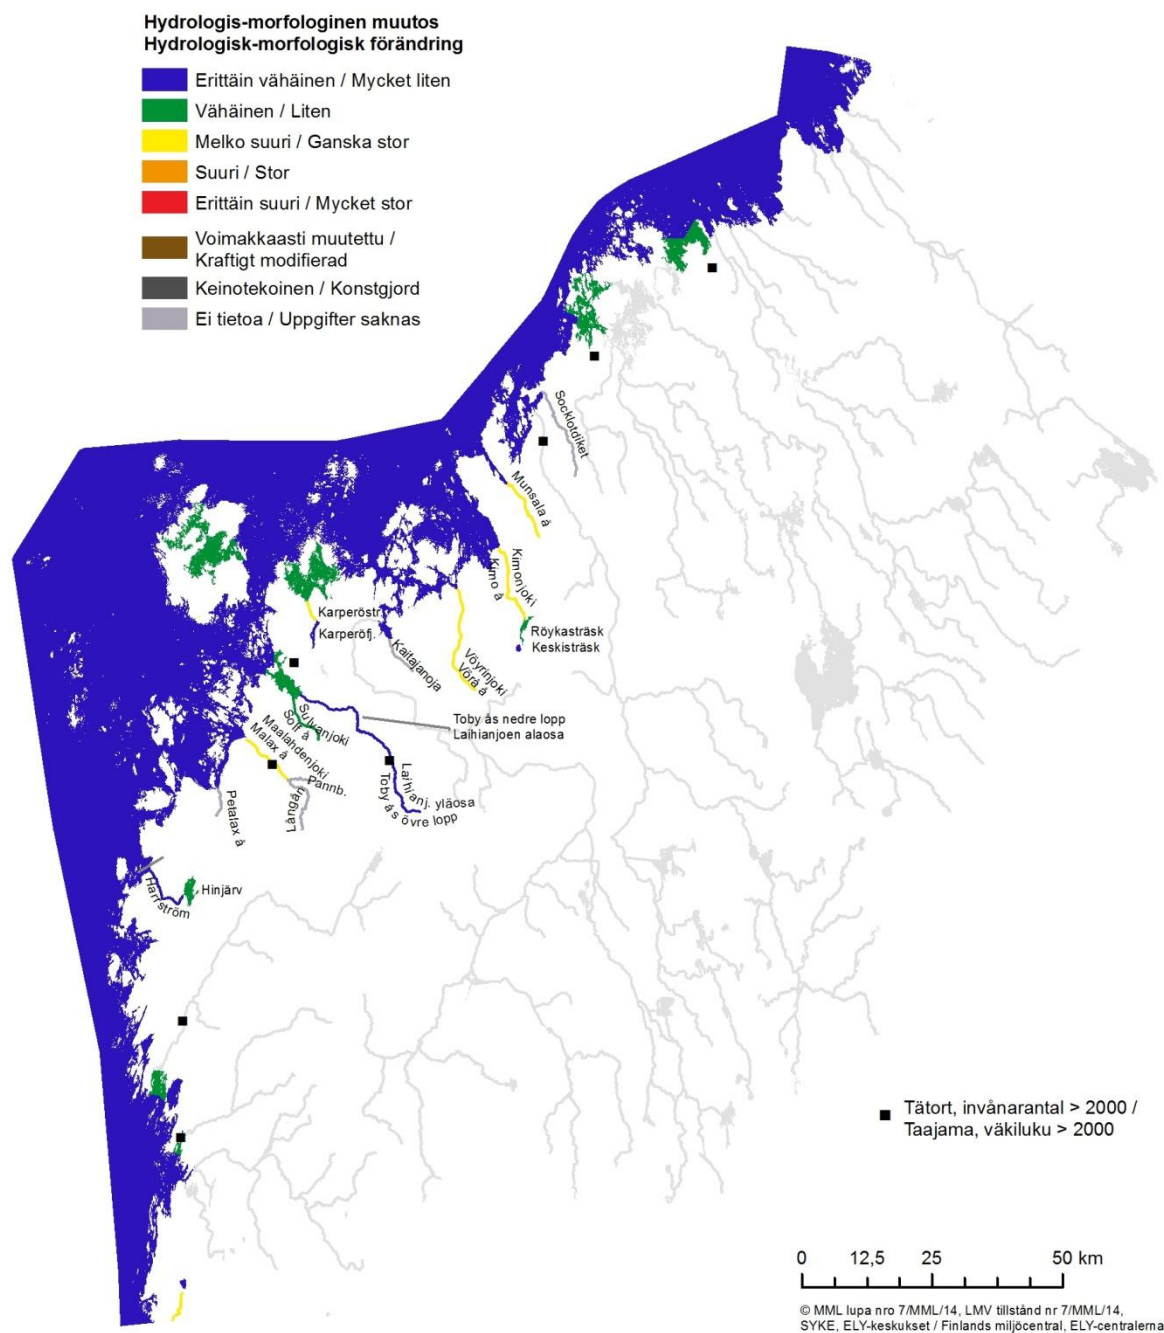 Hydrologis-morfologinen muutos
Hydrologisk-morfologisk förändring
Erittäin vähäinen / Mycket liten
Vähäinen / Liten
Melko suuri / Ganska stor
Suuri / Stor
Erittäin suuri / Mycket stor
Voimakkaasti muutettu /
Kraftigt modifierad
Keinotekoinen / Konstgjord
Ei tietoa / Uppgifter saknas
Socklotdiket
Munsala å
Kimonjoki
Kimo å
Karperöstr.
Karperöfj.
Röykasträsk
Keskisträsk
Kaitajanoja
Vöyrinjoki
Vörå å
Toby ås nedre lopp
Laihianjoen alaosa
Sulvanjoki
Solf å
Maalahdenjoki
Malax å
Pannb.
Långån
Petalax å
Laihianj. yläosa
Toby ås övre lopp
Hinjärv
Harrström
Tätort, invånarantal > 2000 /
Taajama, väkiluku > 2000
0 12,5 25 50 km
© MML lupa nro 7/MML/14, LMV tillstånd nr 7/MML/14,
SYKE, ELY-keskukset / Finlands miljöcentral, ELY-centralerna